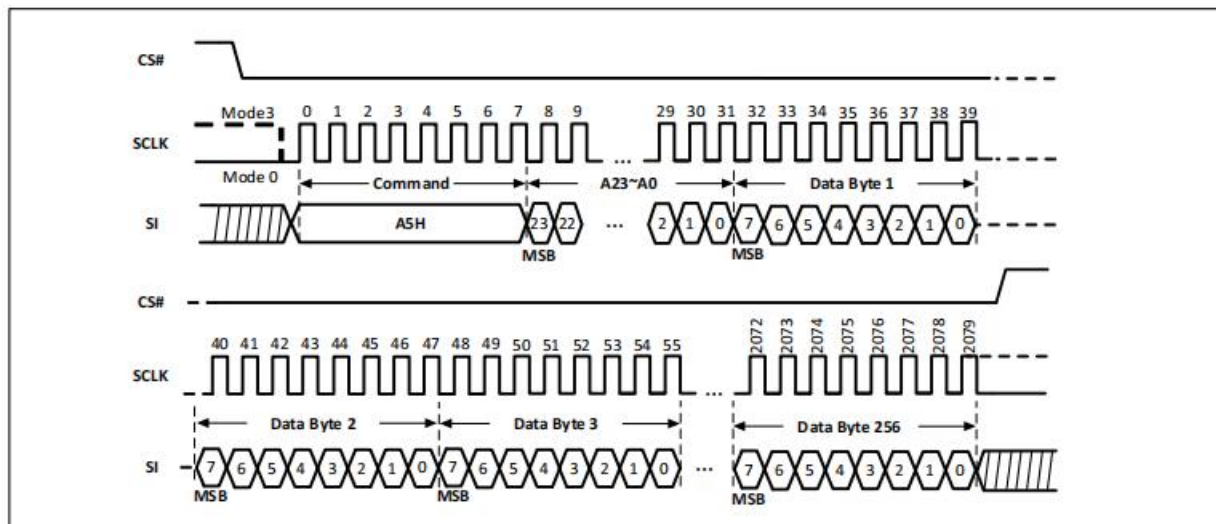 CS#
Mode3 0 1 2 3 4 5 6 7 8 9 29 30 31 32 33 34 35 36 37 38 39
SCLK ...
Mode 0 Command A23~A0 Data Byte 1
SI A5H 23 22 ... 2 1 0 7 6 5 4 3 2 1 0
MSB MSB
CS#
40 41 42 43 44 45 46 47 48 49 50 51 52 53 54 55 2072 2073 2074 2075 2076 2077 2078 2079
SCLK ...
Data Byte 2 Data Byte 3 Data Byte 256
SI 7 6 5 4 3 2 1 0 7 6 5 4 3 2 1 0 ... 7 6 5 4 3 2 1 0
MSB MSB MSB